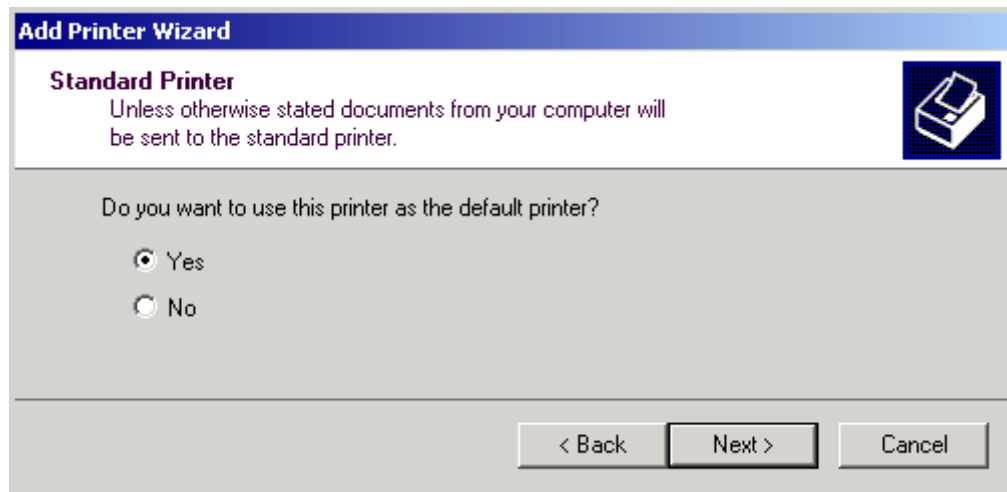 Add Printer Wizard
Standard Printer
Unless otherwise stated documents from your computer will
be sent to the standard printer.
Do you want to use this printer as the default printer?
Yes
No
< Back Next > Cancel